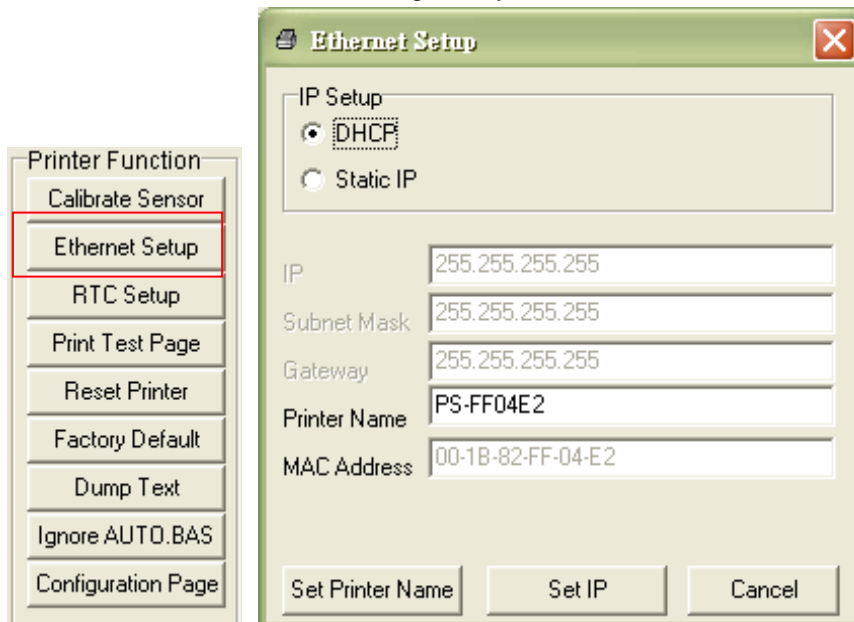 Printer Function
Calibrate Sensor
Ethernet Setup
RTC Setup
Print Test Page
Reset Printer
Factory Default
Dump Text
Ignore AUTO.BAS
Configuration Page
Ethernet Setup
IP Setup
DHCP
Static IP
IP 255.255.255.255
Subnet Mask 255.255.255.255
Gateway 255.255.255.255
Printer Name PS-FF04E2
MAC Address 00-1B-82-FF-04-E2
Set Printer Name Set IP Cancel